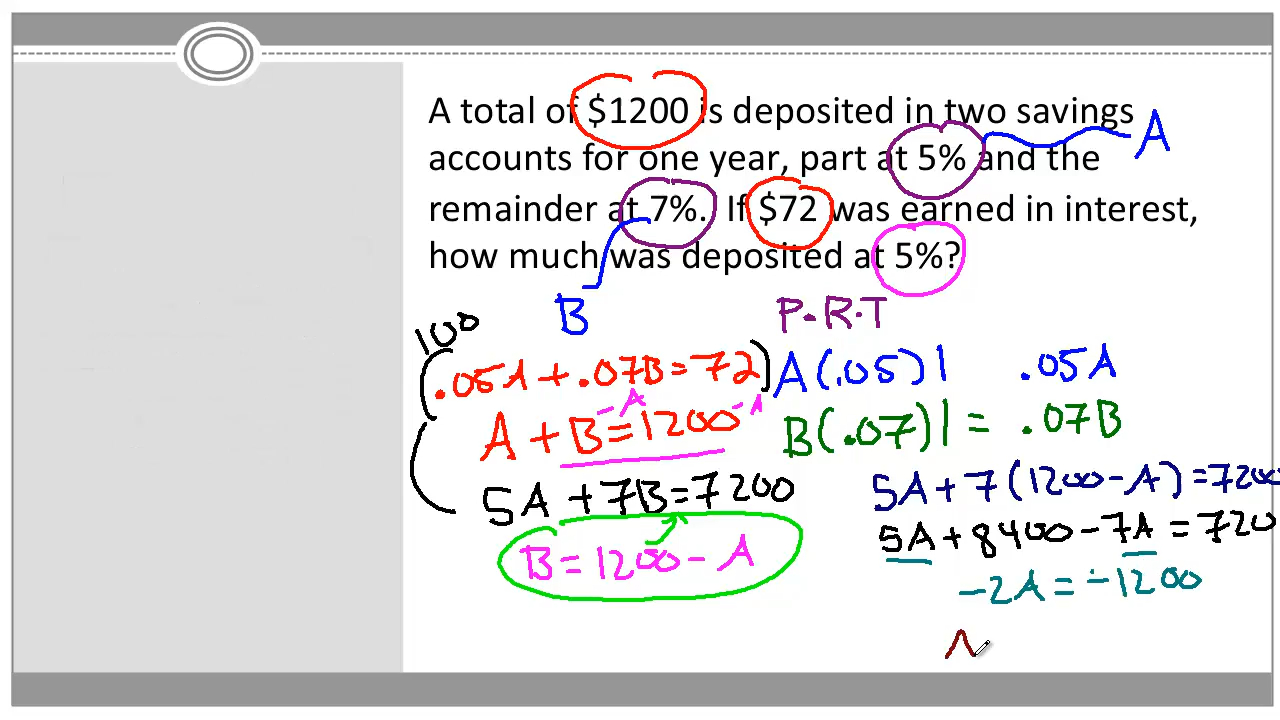 A total of $1200 is deposited in two savings
A
accounts for one year, part at 5% and the
remainder at 7%. If $72 was earned in interest,
how much was deposited at 5%?
B
P·R·T
100
(.05A + .07B = 72)
A(.05)1 .05A
-A -A
A + B = 1200
B(.07)1 = .07B
5A + 7B = 7200
5A + 7(1200 - A) = 7200
B = 1200 - A
5A + 8400 - 7A = 720
-2A = -1200